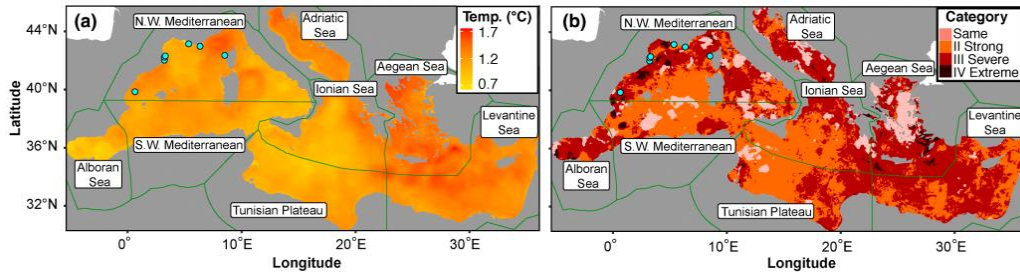 (a)
N.W. Mediterranean
Adriatic
Sea
Temp. (°C)
1.7
1.2
0.7
Aegean Sea
Ionian Sea
Levantine
Sea
S.W. Mediterranean
Alboran
Sea
Tunisian Plateau
44°N
40°N
36°N
32°N
Latitude
0°
10°E
20°E
30°E
Longitude
(b)
N.W. Mediterranean
Adriatic
Sea
Category
Same
II Strong
III Severe
IV Extreme
Aegean Sea
Ionian Sea
Levantine
Sea
S.W. Mediterranean
Alboran
Sea
Tunisian Plateau
0°
10°E
20°E
30°E
Longitude